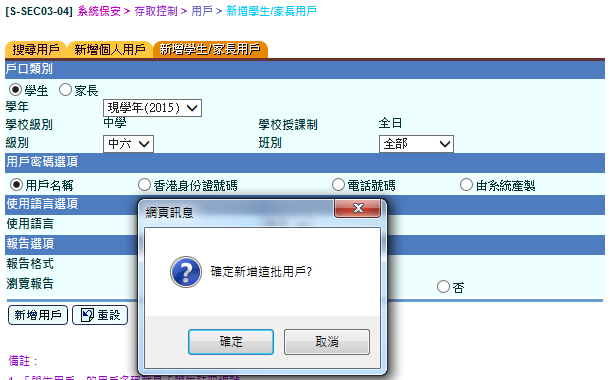 [S-SEC03-04] 系統保安 > 存取控制 > 用戶 > 新增學生/家長用戶
搜尋用戶 新增個人用戶 新增學生/家長用戶
戶口類別
學生 家長
學年 現學年(2015)
學校級別 中學 學校授課制 全日
級別 中六 班別 全部
用戶密碼選項
用戶名稱 香港身份證號碼 電話號碼 由系統產製
使用語言選項
網頁訊息
使用語言
報告選項
報告格式
確定新增這批用戶?
瀏覽報告 否
新增用戶 重設
確定 取消
備註：